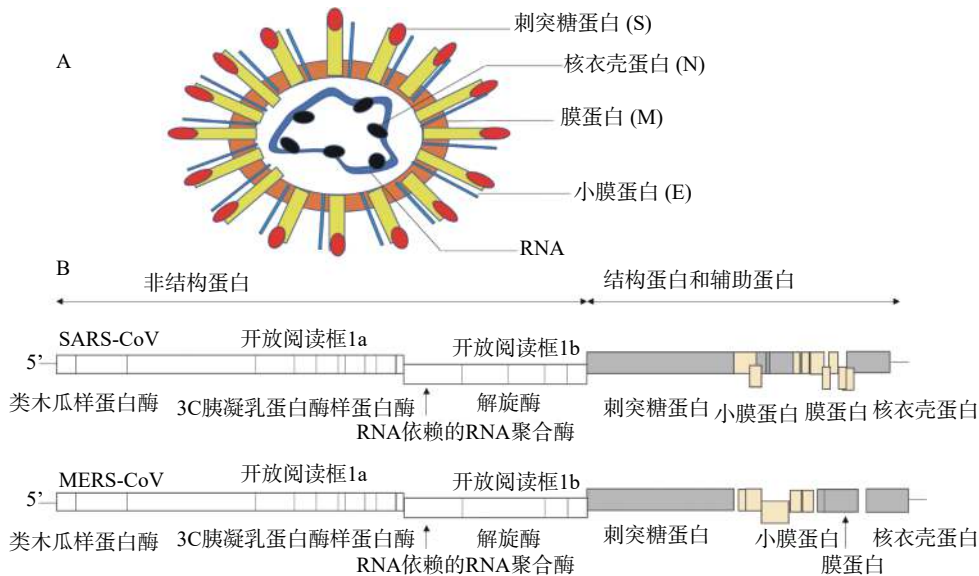 A
刺突糖蛋白 (S)
核衣壳蛋白 (N)
膜蛋白 (M)
小膜蛋白 (E)
RNA
B
非结构蛋白
结构蛋白和辅助蛋白
SARS-CoV
开放阅读框1a
开放阅读框1b
5’
类木瓜样蛋白酶
3C胰凝乳蛋白酶样蛋白酶
解旋酶
刺突糖蛋白
小膜蛋白
膜蛋白
核衣壳蛋白
RNA依赖的RNA聚合酶
MERS-CoV
开放阅读框1a
开放阅读框1b
5’
类木瓜样蛋白酶
3C胰凝乳蛋白酶样蛋白酶
解旋酶
刺突糖蛋白
小膜蛋白
核衣壳蛋白
RNA依赖的RNA聚合酶
膜蛋白